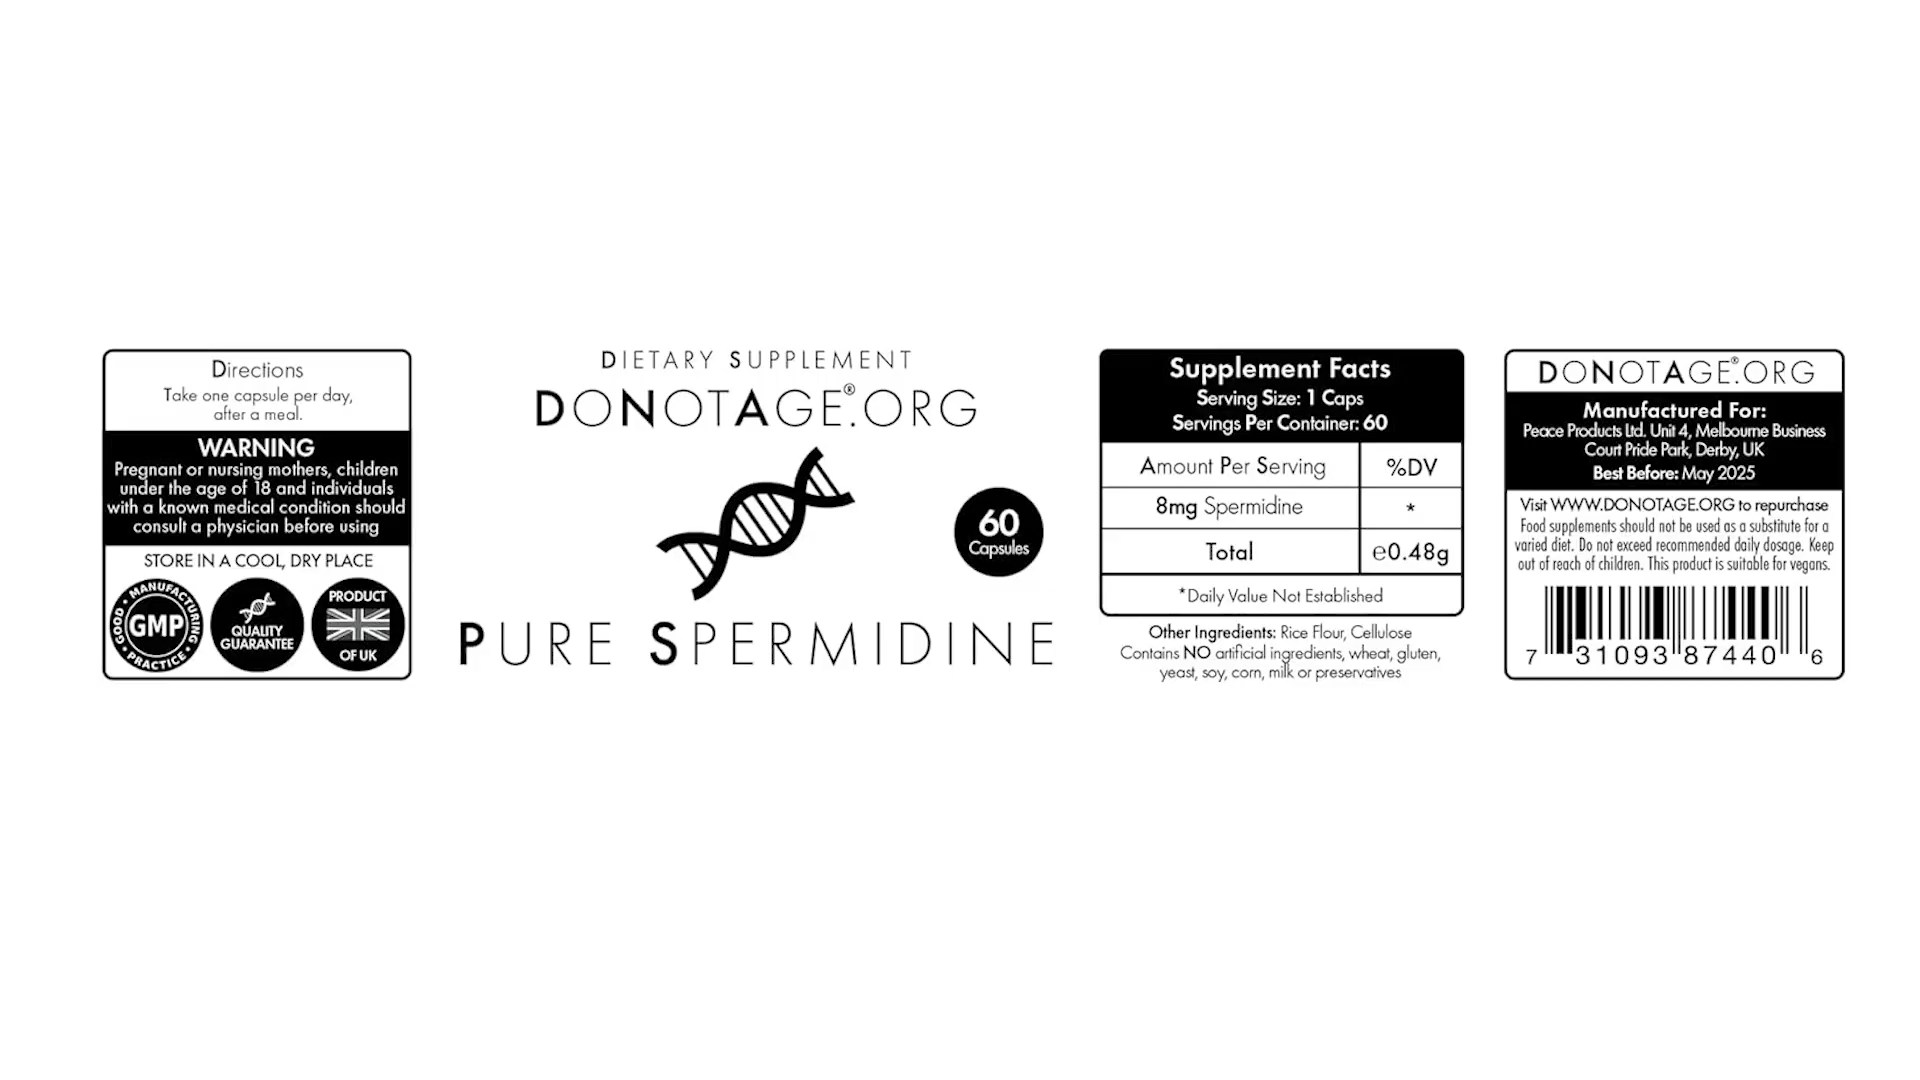 Directions
Take one capsule per day,
after a meal.
WARNING
Pregnant or nursing mothers, children
under the age of 18 and individuals
with a known medical condition should
consult a physician before using
STORE IN A COOL, DRY PLACE
GOOD • MANUFACTURING • PRACTICE •
GMP
QUALITY
GUARANTEE
PRODUCT
OF UK
DIETARY SUPPLEMENT
DONOTAGE®.ORG
60
Capsules
PURE SPERMIDINE
Supplement Facts
Serving Size: 1 Caps
Servings Per Container: 60
Amount Per Serving %DV
8mg Spermidine *
Total ℮0.48g
*Daily Value Not Established
Other Ingredients: Rice Flour, Cellulose
Contains NO artificial ingredients, wheat, gluten,
yeast, soy, corn, milk or preservatives
DONOTAGE®.ORG
Manufactured For:
Peace Products Ltd. Unit 4, Melbourne Business
Court Pride Park, Derby, UK
Best Before: May 2025
Visit WWW.DONOTAGE.ORG to repurchase
Food supplements should not be used as a substitute for a
varied diet. Do not exceed recommended daily dosage. Keep
out of reach of children. This product is suitable for vegans.
7 31093 87440 6